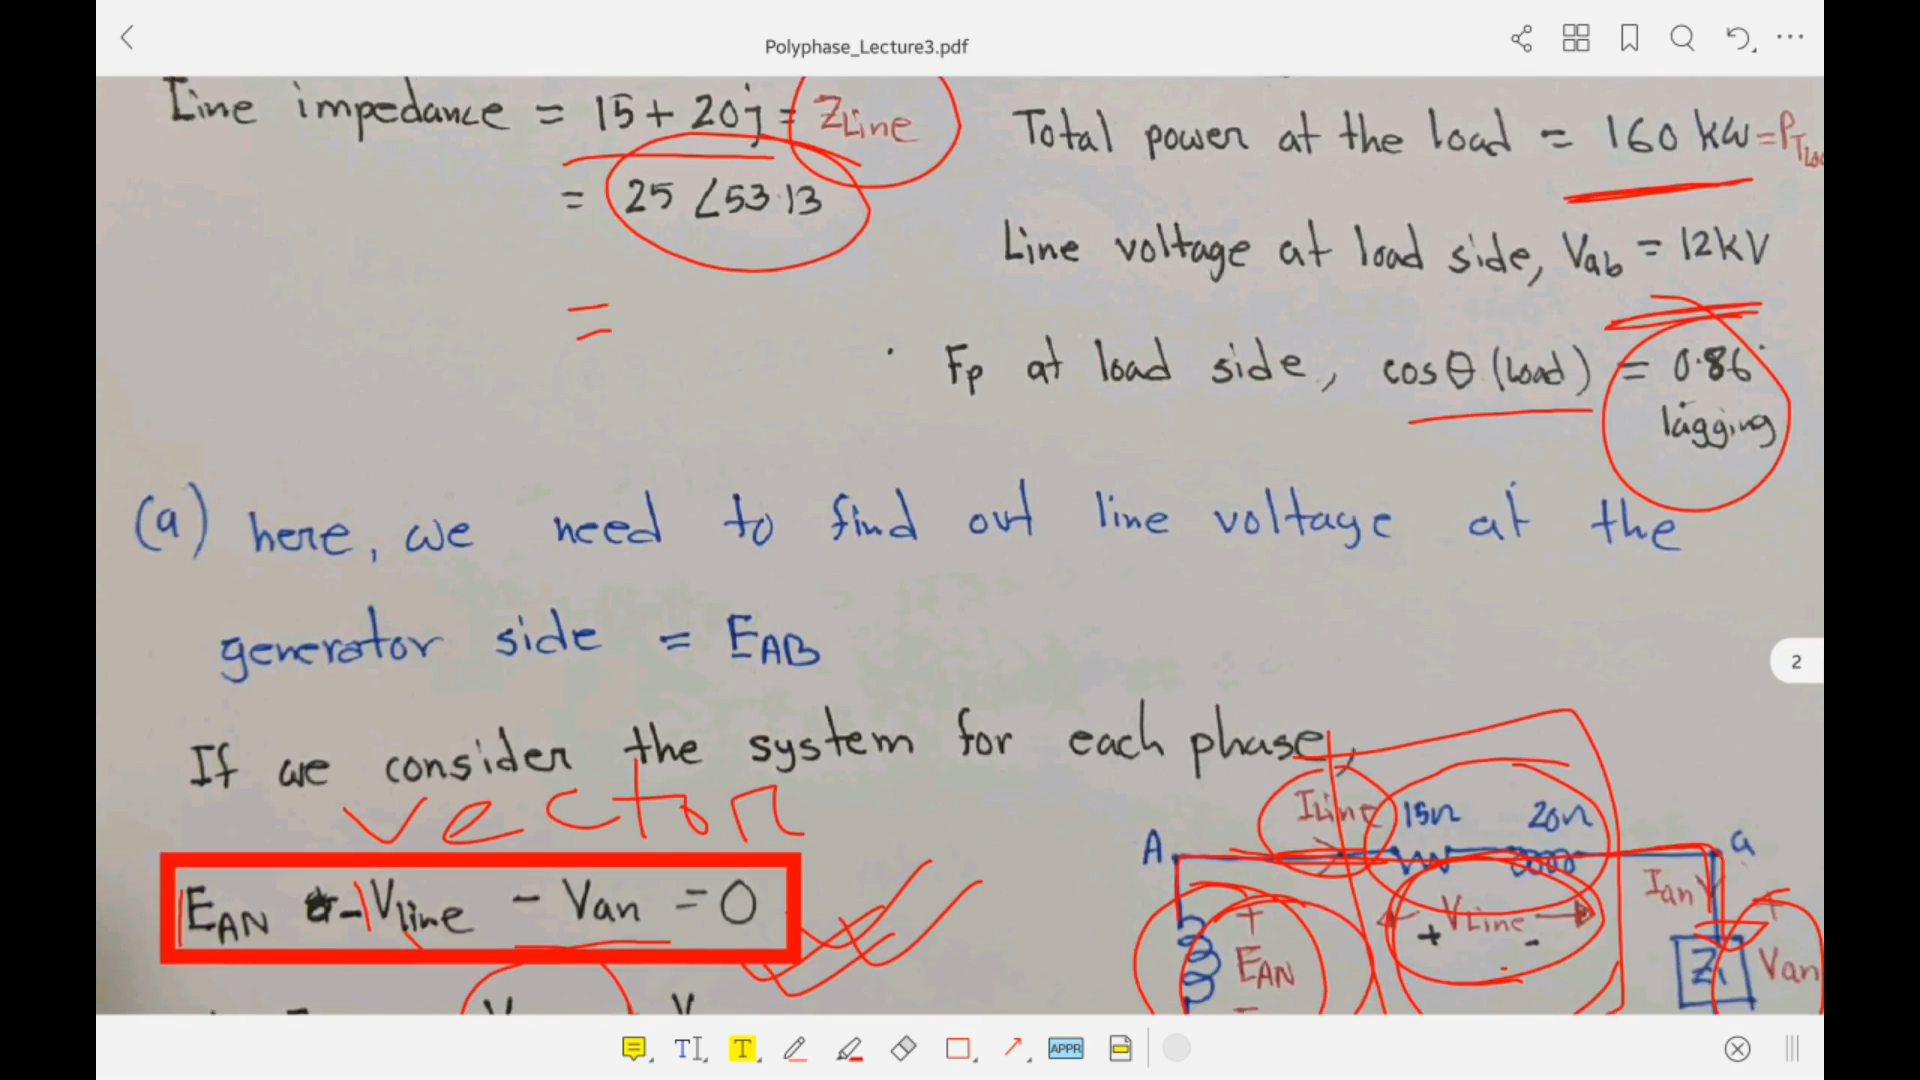 Polyphase_Lecture3.pdf
Line impedance = 15 + 20j = ZLine
= 25 ∠53.13
Total power at the load = 160 kW = PTLoa
Line voltage at load side, Vab = 12kV
Fp at load side, cosθ (load) = 0.86
lagging
(a) here, we need to find out line voltage at the
generator side = EAB
2
If we consider the system for each phase,
vector
EAN - Vline - Van = 0
ILine 15Ω 20Ω
A a
Ian
+ VLine +
+ -
EAN Z1 Van
-
APPR